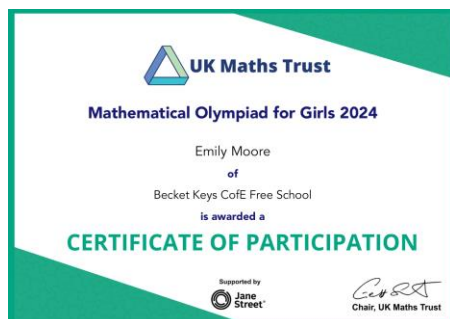 UK Maths Trust
Mathematical Olympiad for Girls 2024
Emily Moore
of
Becket Keys CofE Free School
is awarded a
CERTIFICATE OF PARTICIPATION
Supported by
Jane
Street
Chair, UK Maths Trust